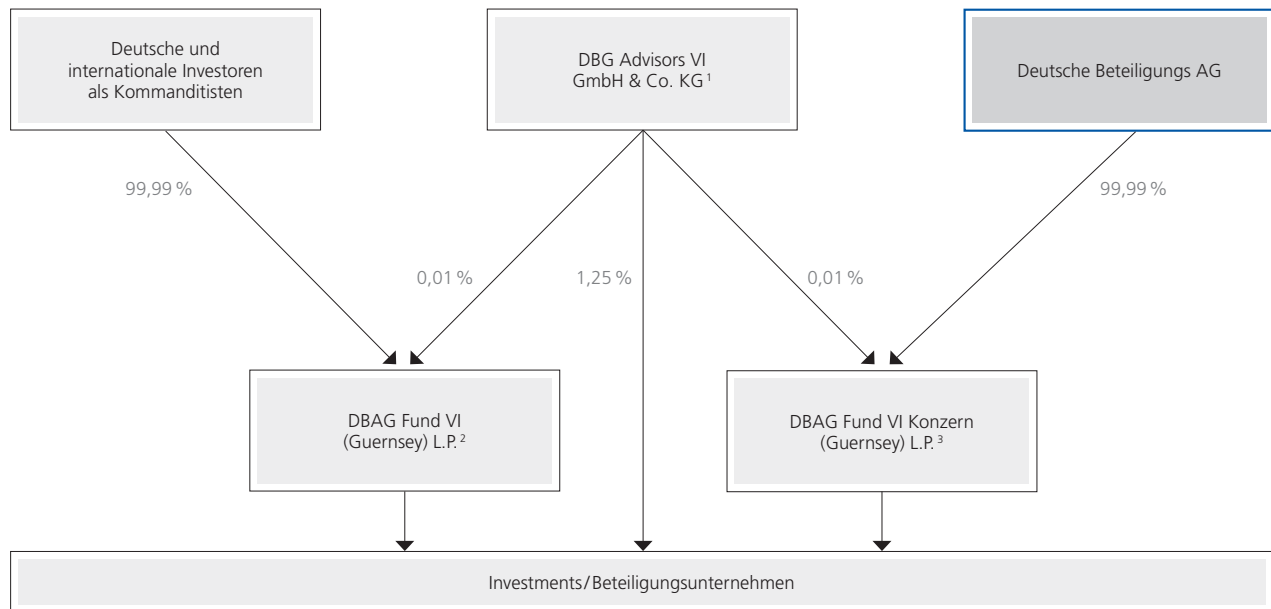 Deutsche und
internationale Investoren
als Kommanditisten
DBG Advisors VI
GmbH & Co. KG 1
Deutsche Beteiligungs AG
99,99 %
99,99 %
0,01 %
1,25 %
0,01 %
DBAG Fund VI
(Guernsey) L.P. 2
DBAG Fund VI Konzern
(Guernsey) L.P. 3
Investments/Beteiligungsunternehmen